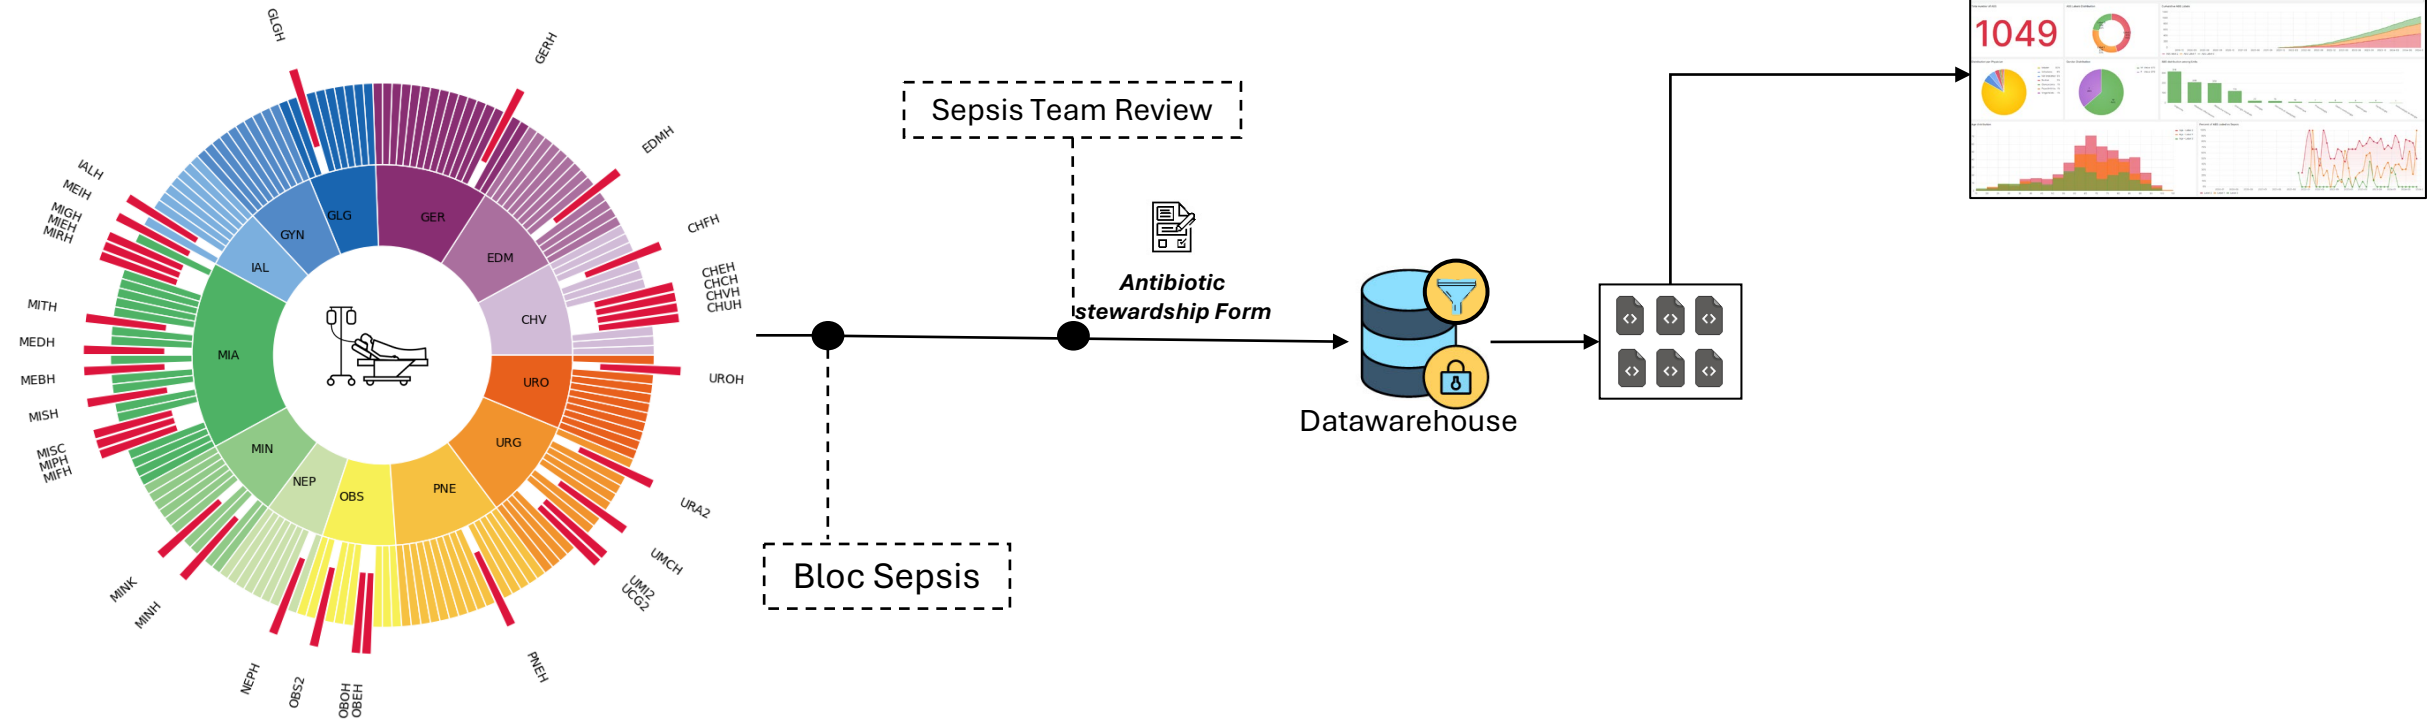 GLGH
GERH
EDMH
CHFH
CHEH
CHCH
CHVH
CHUH
UROH
URA2
UMCH
UMI2
UCG2
PNEH
OBEH
OBOH
OBS2
NEPH
MINH
MINK
MIFH
MIPH
MISC
MISH
MEBH
MEDH
MITH
MIRH
MIEH
MIGH
MEIH
IALH
GLG
GER
EDM
CHV
URO
URG
PNE
OBS
NEP
MIN
MIA
IAL
GYN
Sepsis Team Review
Antibiotic
stewardship Form
Bloc Sepsis
Datawarehouse
1049